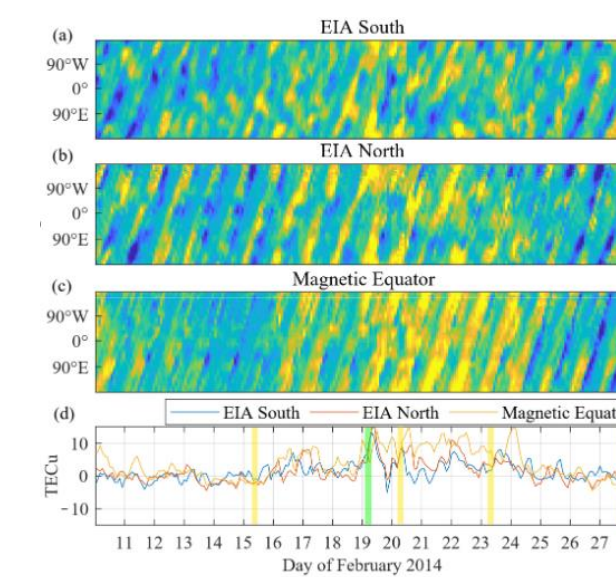 (a) EIA South
90°W
0°
90°E
(b) EIA North
90°W
0°
90°E
(c) Magnetic Equator
90°W
0°
90°E
(d) EIA South EIA North Magnetic Equat
TECu
10
0
-10
11 12 13 14 15 16 17 18 19 20 21 22 23 24 25 26 27
Day of February 2014